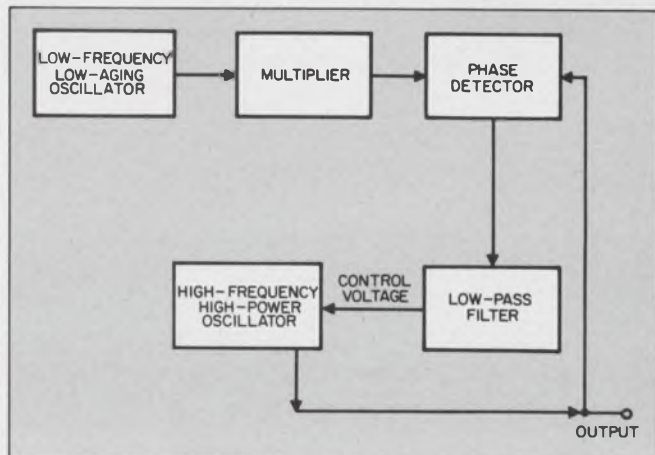 LOW-FREQUENCY
LOW-AGING
OSCILLATOR
MULTIPLIER
PHASE
DETECTOR
HIGH-FREQUENCY
HIGH-POWER
OSCILLATOR
CONTROL
VOLTAGE
LOW-PASS
FILTER
OUTPUT